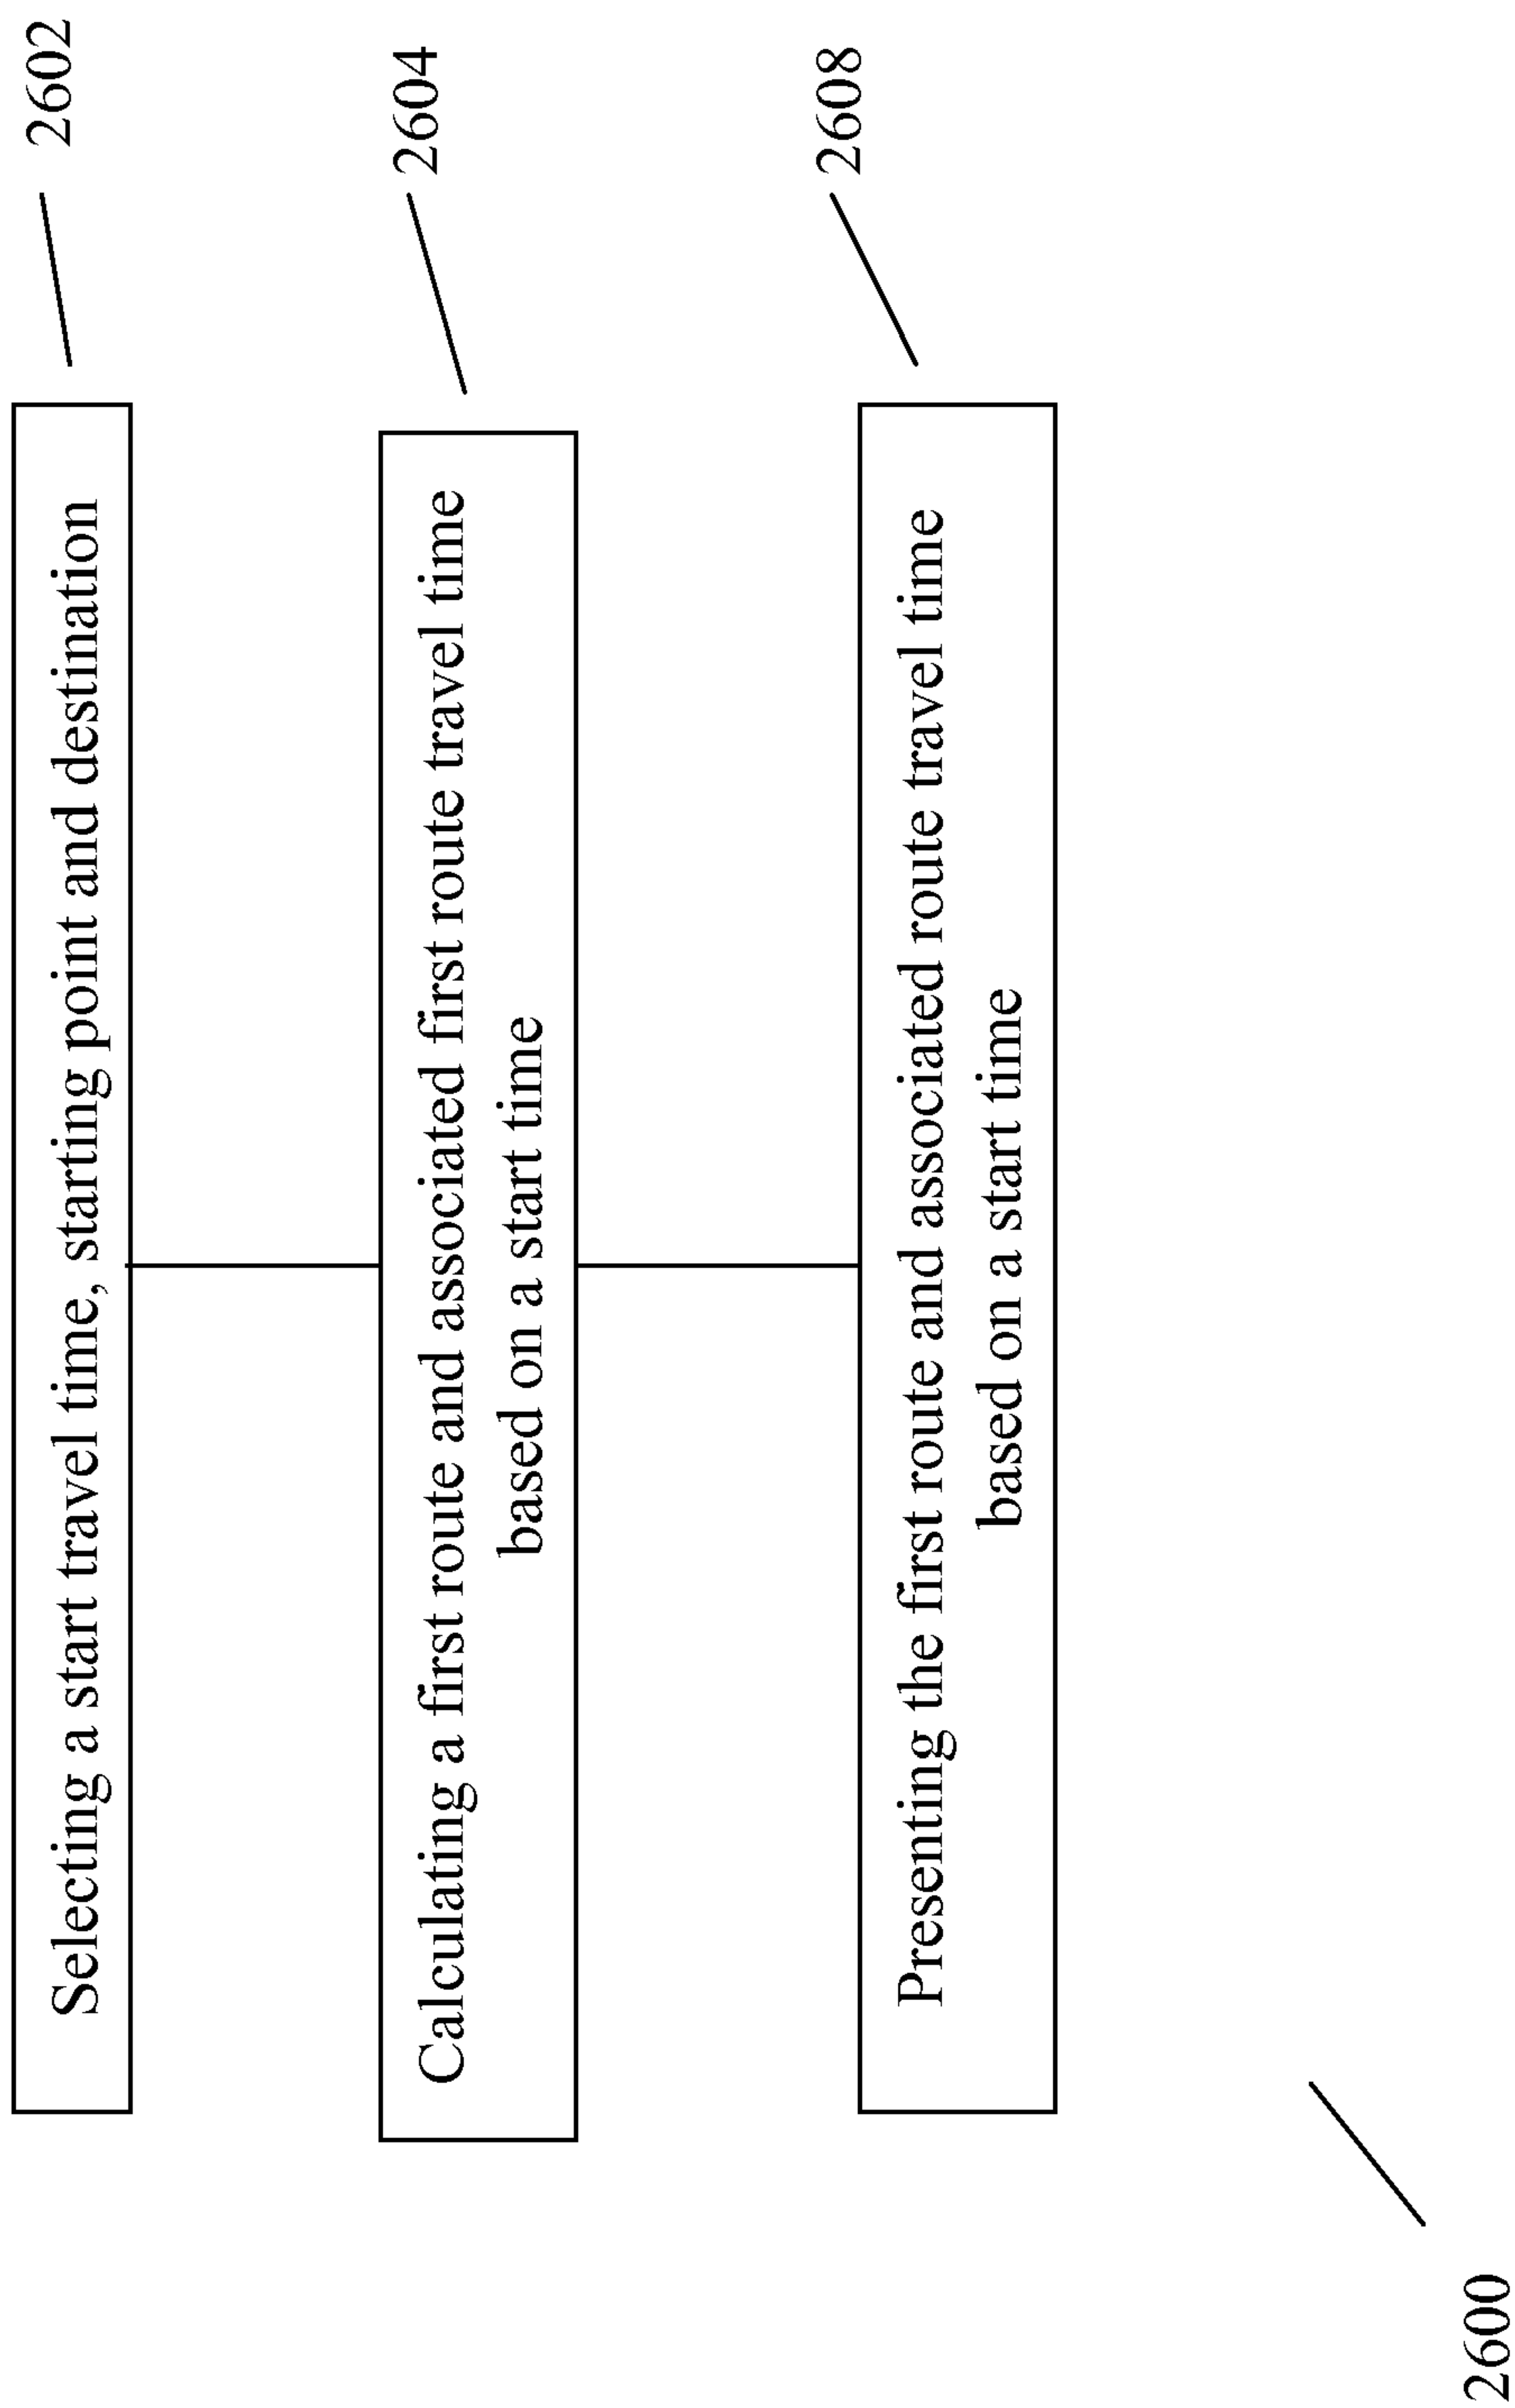 Selecting a start travel time, starting point and destination
2602
Calculating a first route and associated first route travel time
based on a start time
2604
Presenting the first route and associated route travel time
based on a start time
2608
2600